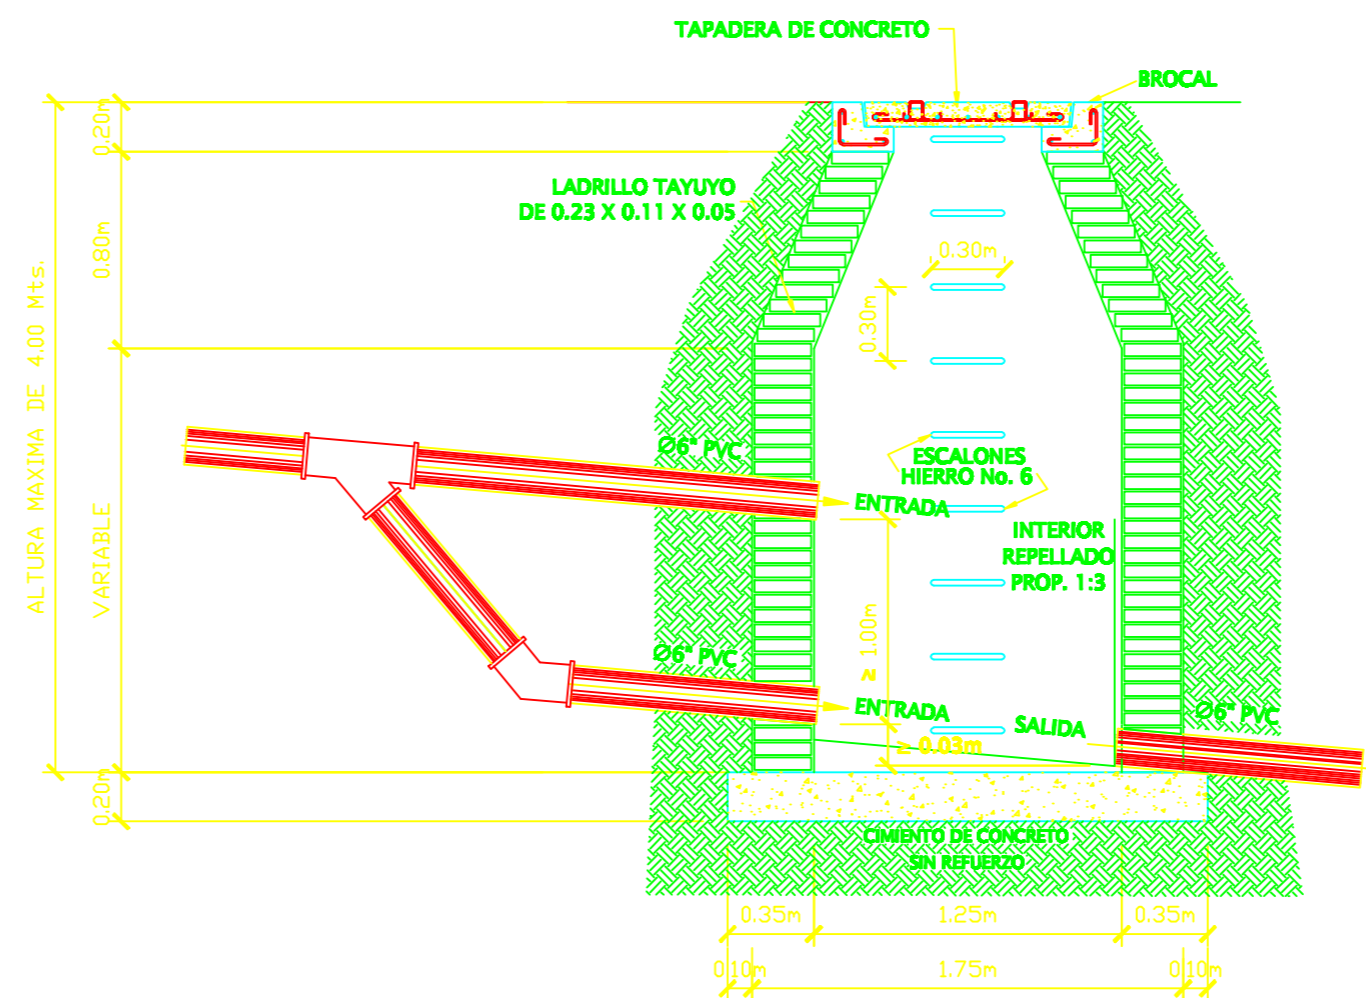 TAPADERA DE CONCRETO
BROCAL
0.20m
LADRILLO TAYUYO
DE 0.23 X 0.11 X 0.05
0.80m
0.30m
0.30m
ALTURA MAXIMA DE 4.00 Mts.
VARIABLE
Ø6" PVC
ESCALONES
HIERRO No. 6
ENTRADA
INTERIOR
REPELLADO
PROP. 1:3
≥ 1.00m
Ø6" PVC
ENTRADA
SALIDA
Ø6" PVC
≥ 0.03m
0.20m
CIMIENTO DE CONCRETO
SIN REFUERZO
0.35m 1.25m 0.35m
0.10m 1.75m 0.10m